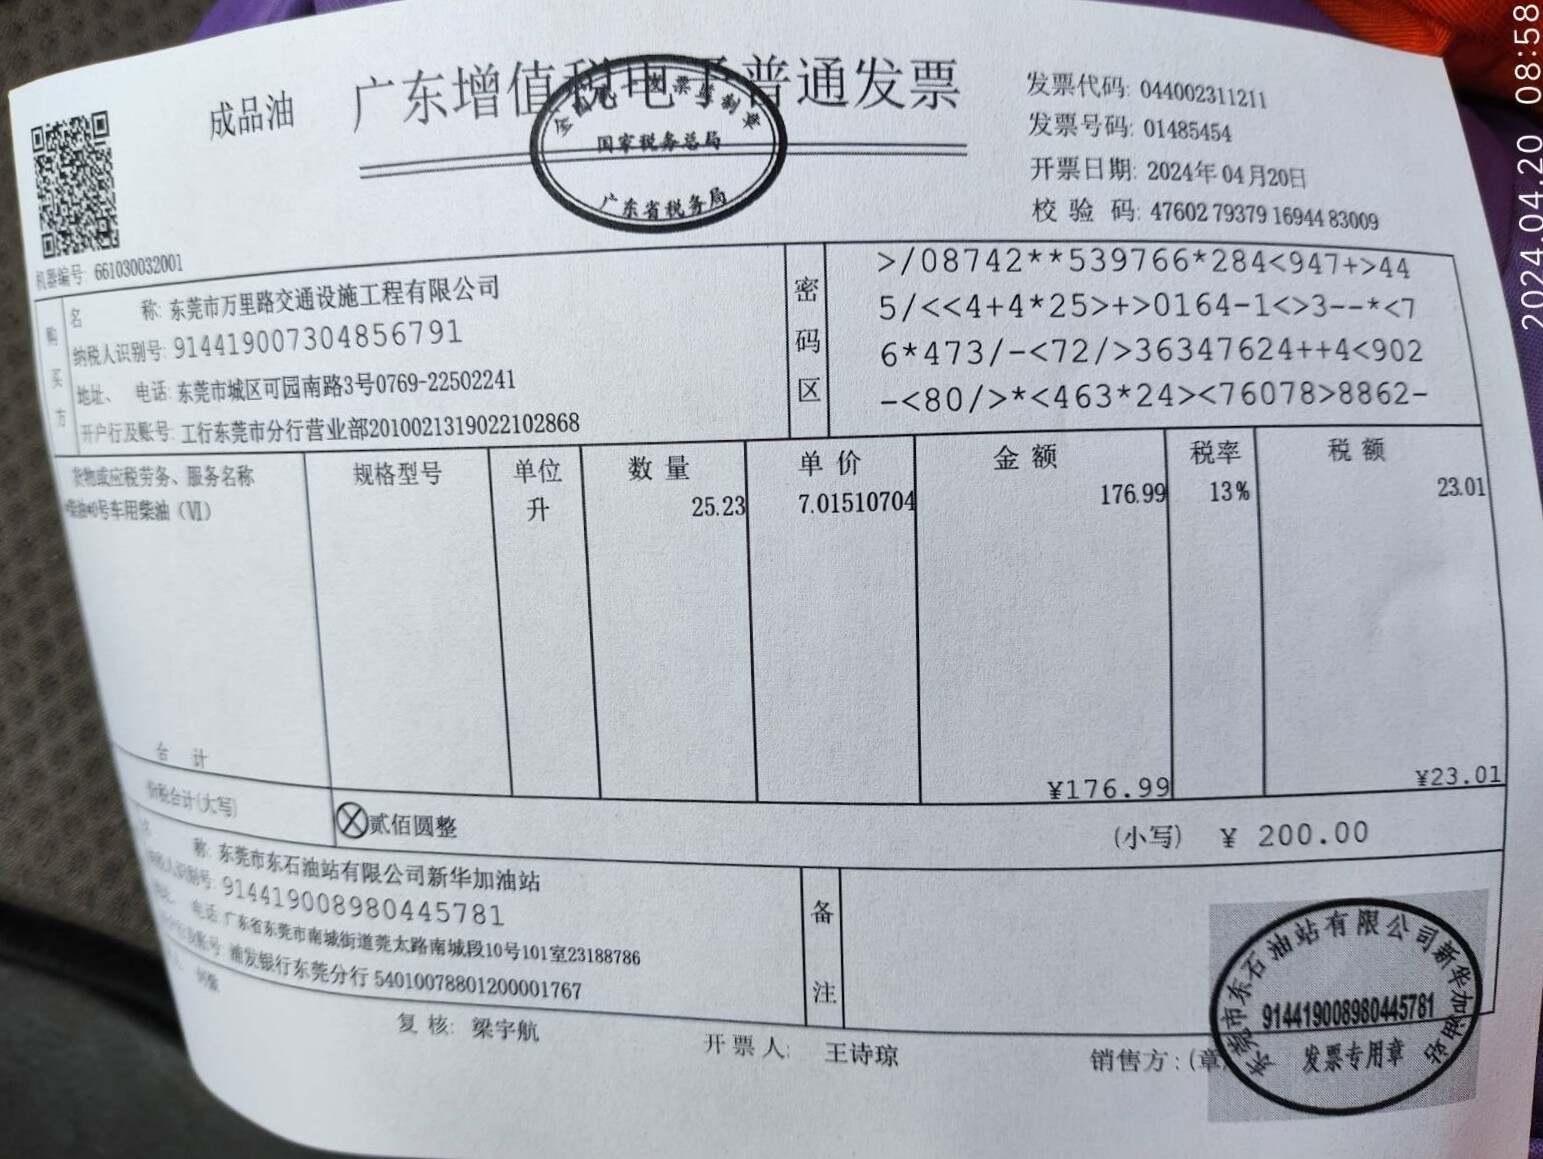 成品油
广东增值税电子普通发票
国家税务总局
广东省税务局
发票代码: 044002311211
发票号码: 01485454
开票日期: 2024年04月20日
校 验 码: 47602 79379 16944 83009
机器编号: 661030032001
购买方
名 称: 东莞市万里路交通设施工程有限公司
纳税人识别号: 914419007304856791
地址、 电话: 东莞市城区可园南路3号0769-22502241
开户行及账号: 工行东莞市分行营业部2010021319022102868
密码区
>/08742**539766*284<947+>44
5/<<4+4*25>+>0164-1<>3--*<7
6*473/-<72/>36347624++4<902
-<80/>*<463*24><76078>8862-
货物或应税劳务、服务名称 规格型号 单位 数 量 单 价 金 额 税率 税 额
*柴油*0号车用柴油（Ⅵ） 升 25.23 7.01510704 176.99 13% 23.01
合 计 ¥176.99 ¥23.01
价税合计(大写) ⊗贰佰圆整 (小写) ¥ 200.00
称: 东莞市东石油站有限公司新华加油站
纳税人识别号: 914419008980445781
电话: 广东省东莞市南城街道莞太路南城段10号101室23188786
账号: 浦发银行东莞分行 54010078801200001767
备注
复 核: 梁宇航
开 票 人: 王诗琼
销售方: (章)
东莞市东石油站有限公司新华加油站
914419008980445781
发票专用章
2024.04.20 08:58